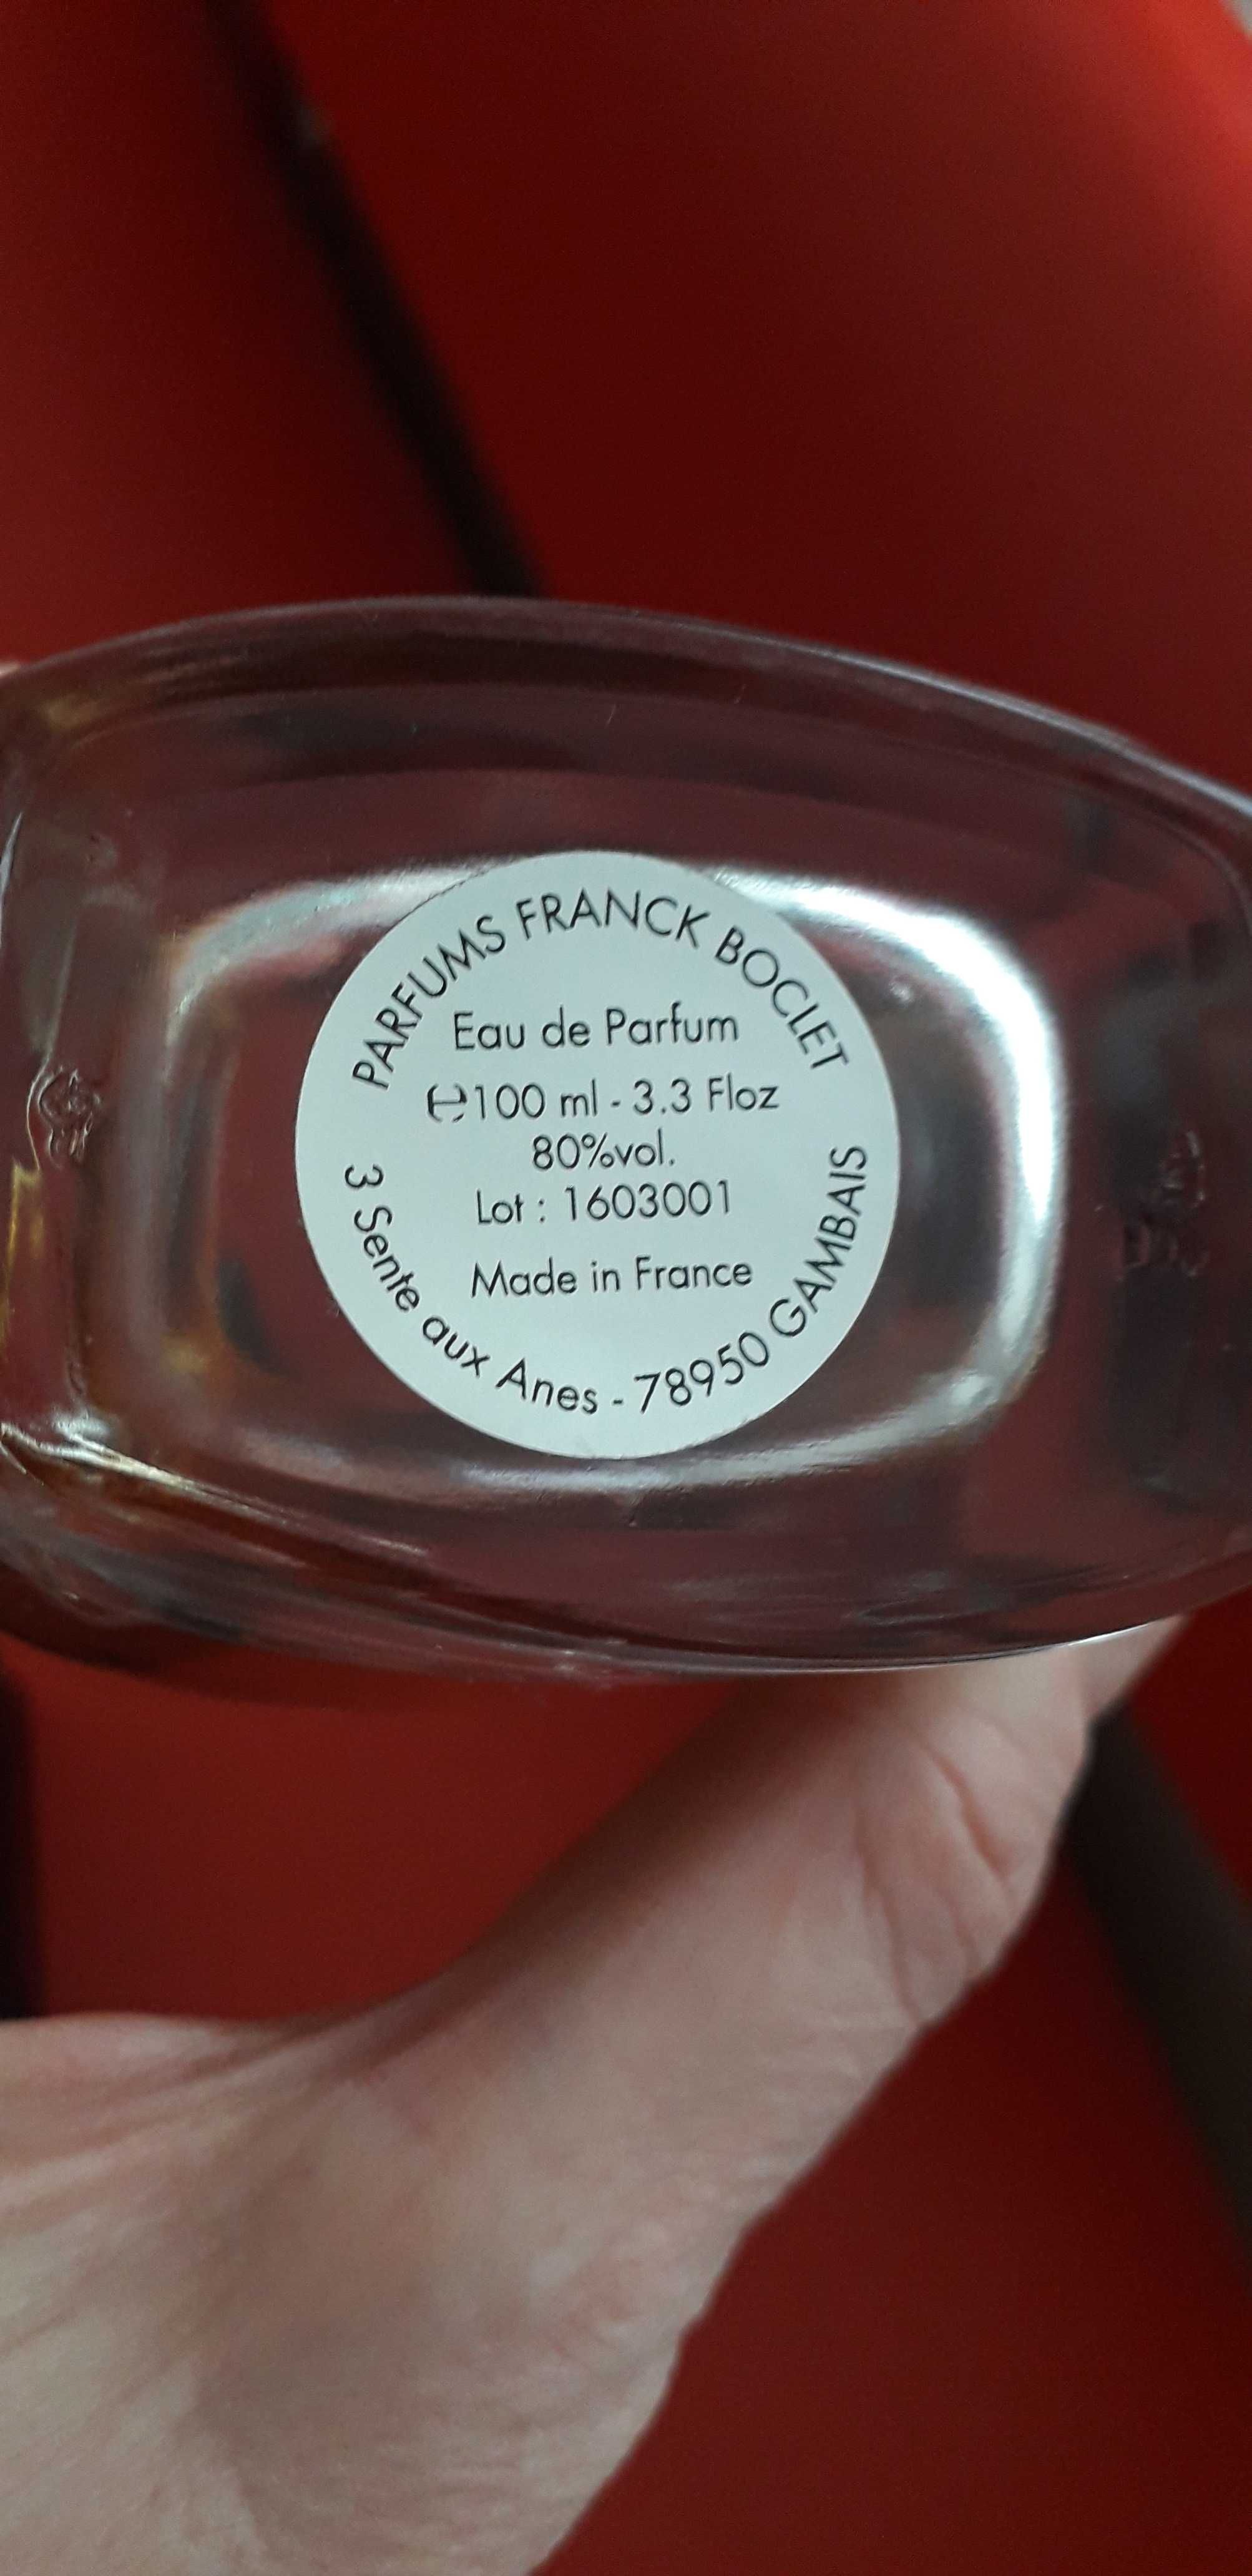 PARFUMS FRANCK BOCLET
Eau de Parfum
℮100 ml - 3.3 Floz
80%vol.
Lot : 1603001
Made in France
3 Sente aux Anes - 78950 GAMBAIS